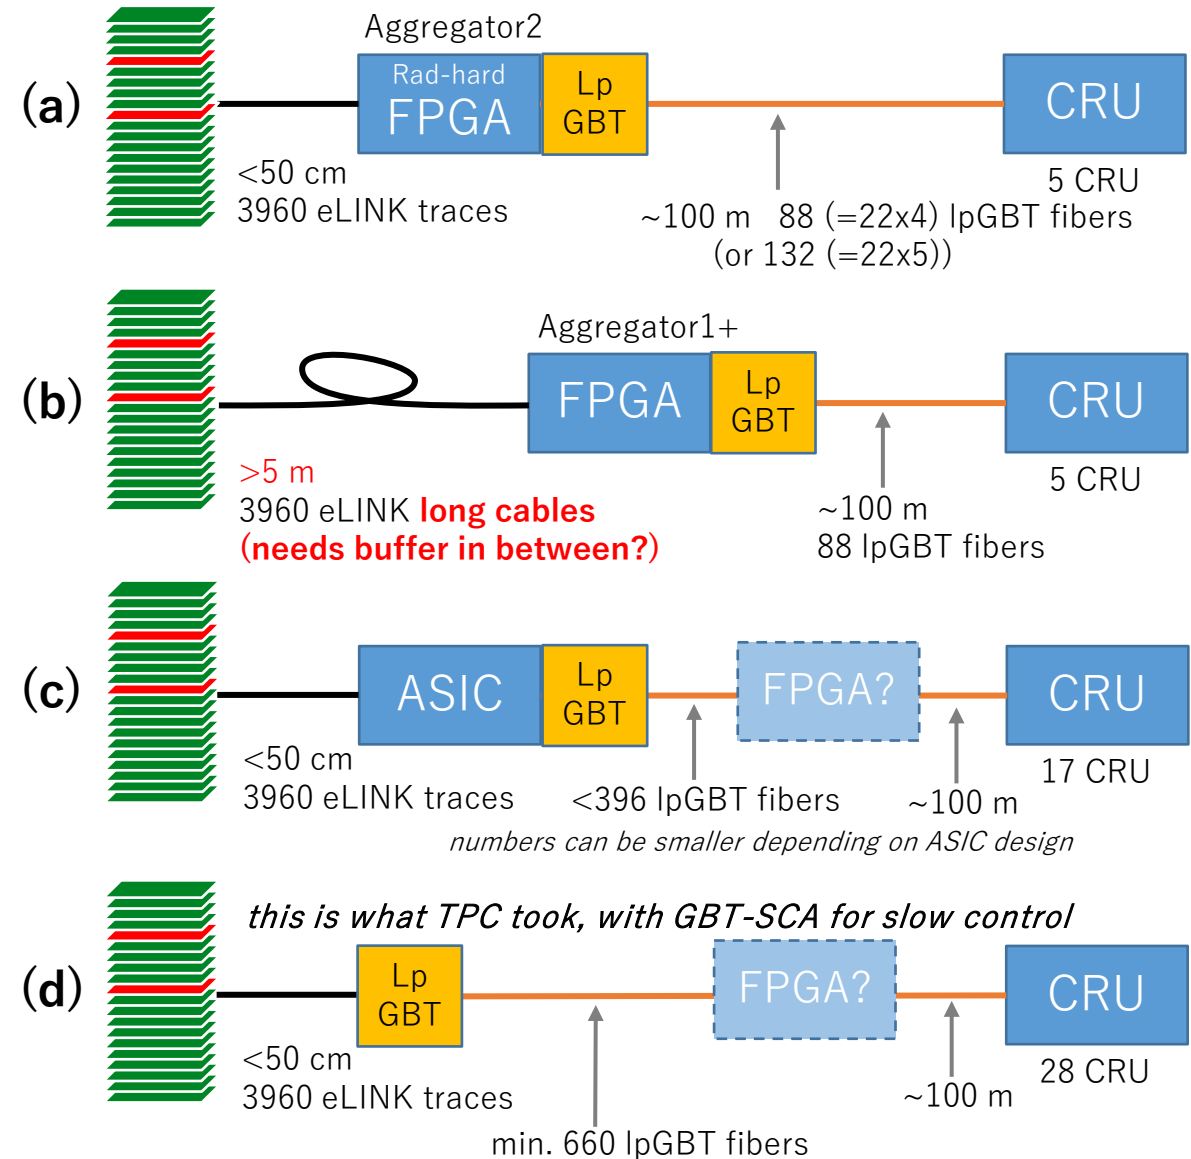 Aggregator2
(a)
Rad-hard
FPGA
Lp
GBT
CRU
<50 cm
3960 eLINK traces
5 CRU
~100 m 88 (=22x4) lpGBT fibers
(or 132 (=22x5))
Aggregator1+
(b)
FPGA
Lp
GBT
CRU
>5 m
3960 eLINK long cables
(needs buffer in between?)
5 CRU
~100 m
88 lpGBT fibers
(c)
ASIC
Lp
GBT
FPGA?
CRU
<50 cm
3960 eLINK traces
<396 lpGBT fibers
~100 m
17 CRU
numbers can be smaller depending on ASIC design
this is what TPC took, with GBT-SCA for slow control
(d)
Lp
GBT
FPGA?
CRU
<50 cm
3960 eLINK traces
28 CRU
~100 m
min. 660 lpGBT fibers